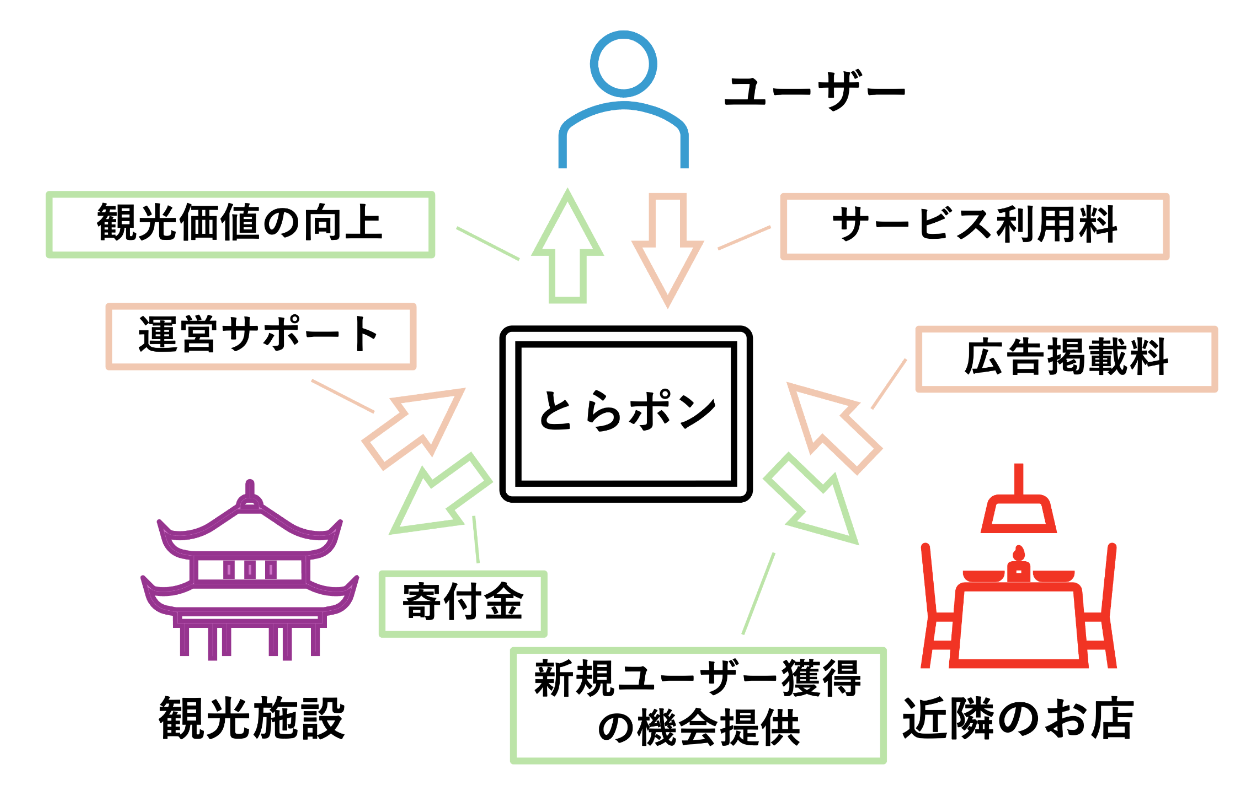 ユーザー
観光価値の向上
サービス利用料
運営サポート
広告掲載料
とらポン
寄付金
新規ユーザー獲得
の機会提供
観光施設
近隣のお店